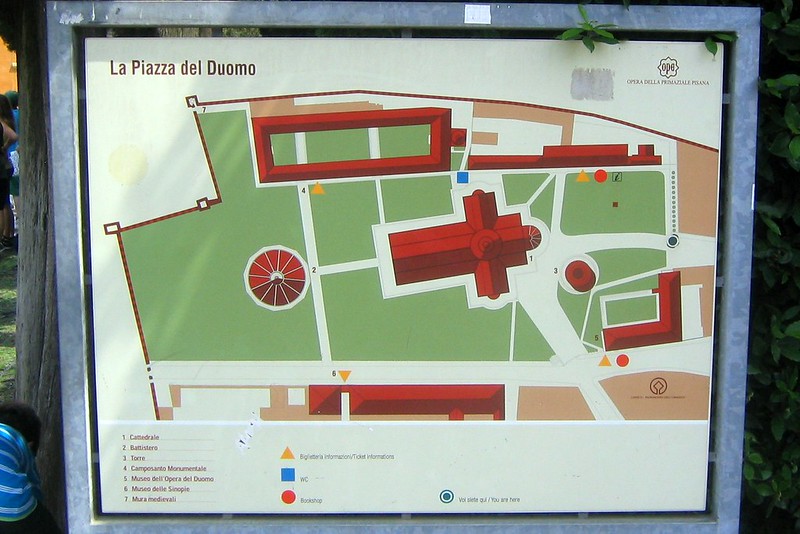 La Piazza del Duomo
ope
OPERA DELLA PRIMAZIALE PISANA
7
4
2
1
3
5
6
1 Cattedrale
2 Battistero
3 Torre
4 Camposanto Monumentale
5 Museo dell'Opera del Duomo
6 Museo delle Sinopie
7 Mura medievali
Biglietteria informazioni/Ticket informations
WC
Bookshop
Voi siete qui / You are here